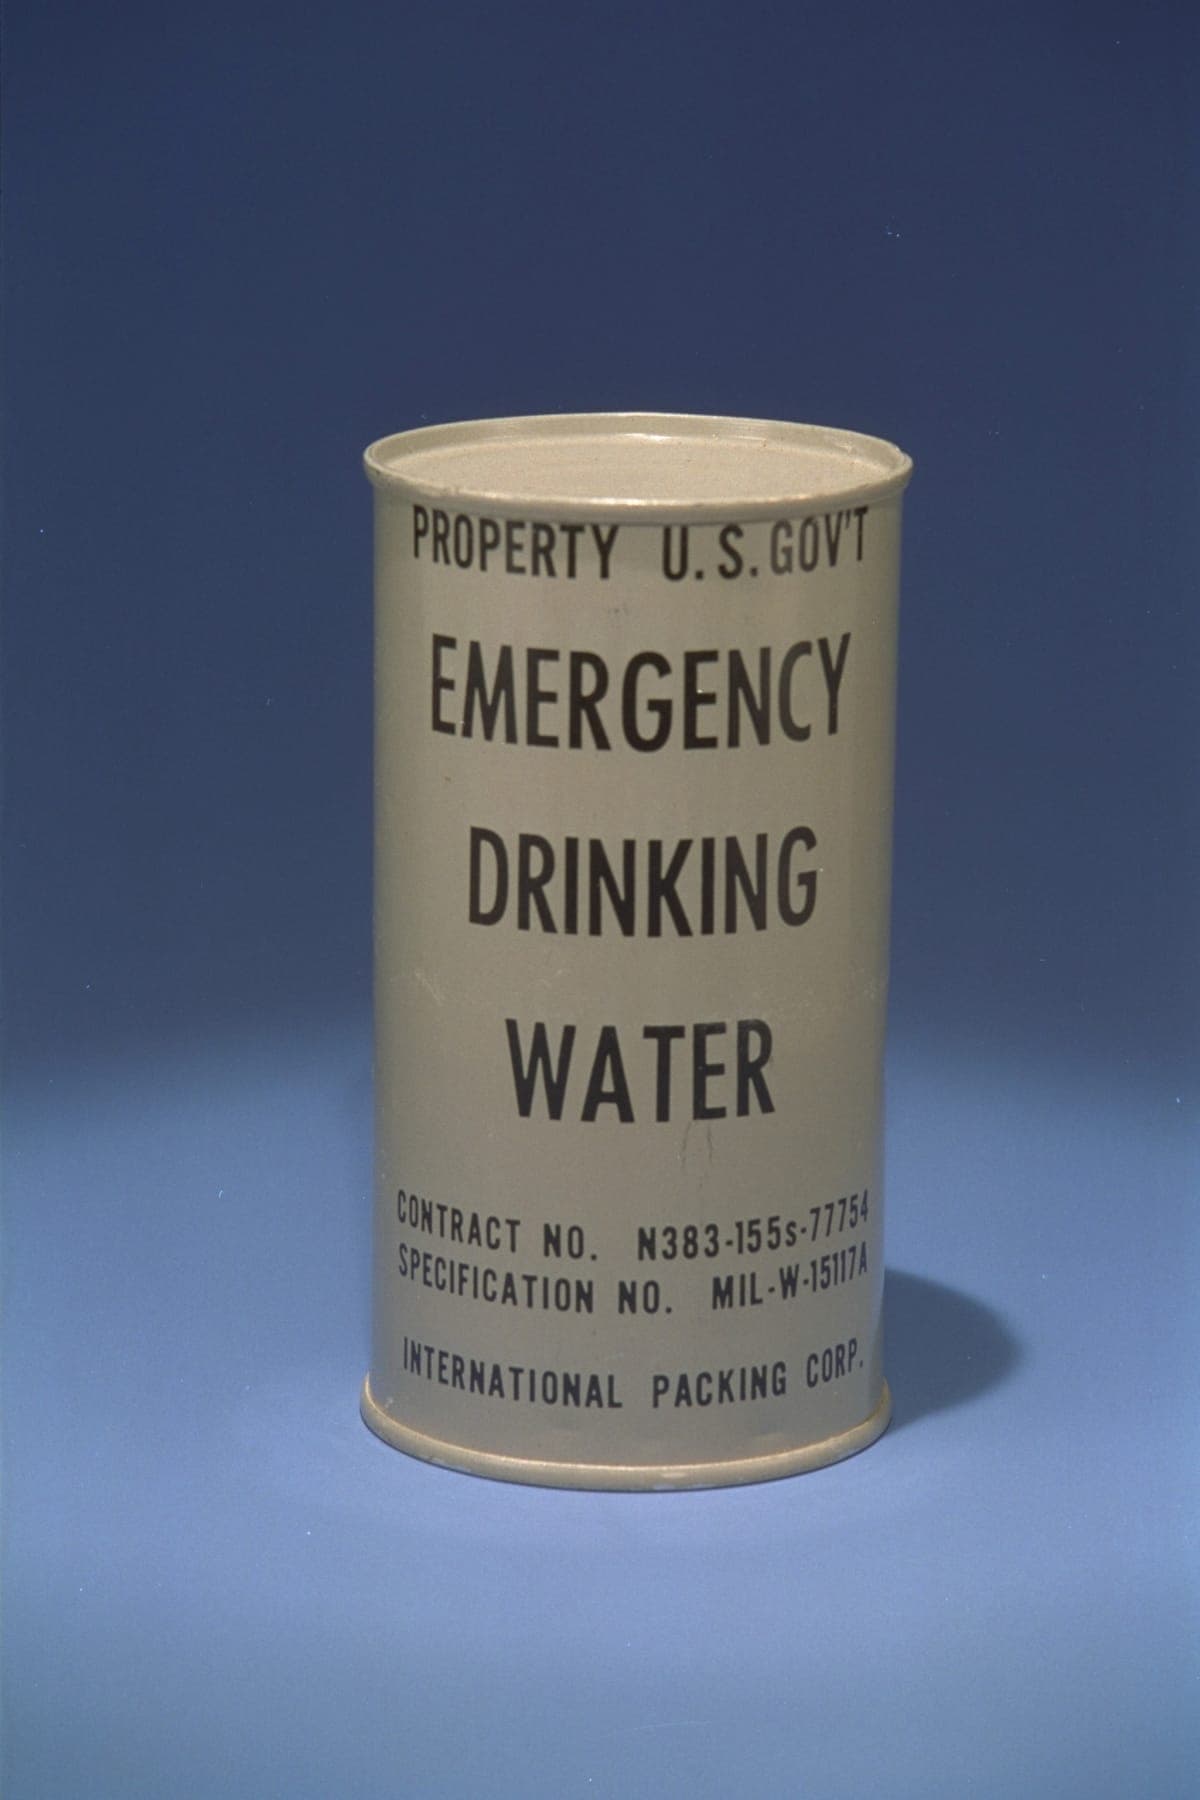 PROPERTY U.S. GOV'T
EMERGENCY
DRINKING
WATER
CONTRACT NO. N383-155s-77754
SPECIFICATION NO. MIL-W-15117A
INTERNATIONAL PACKING CORP.